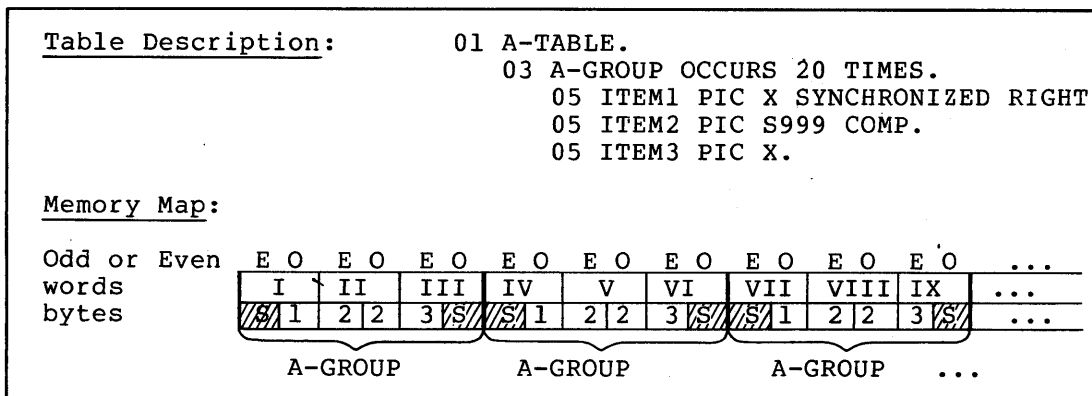 Table Description: 01 A-TABLE.
03 A-GROUP OCCURS 20 TIMES.
05 ITEM1 PIC X SYNCHRONIZED RIGHT
05 ITEM2 PIC S999 COMP.
05 ITEM3 PIC X.
Memory Map:
Odd or Even E O E O E O E O E O E O E O E O E O ...
words I II III IV V VI VII VIII IX ...
bytes S 1 2 2 3 S S 1 2 2 3 S S 1 2 2 3 S ...
A-GROUP A-GROUP A-GROUP ...